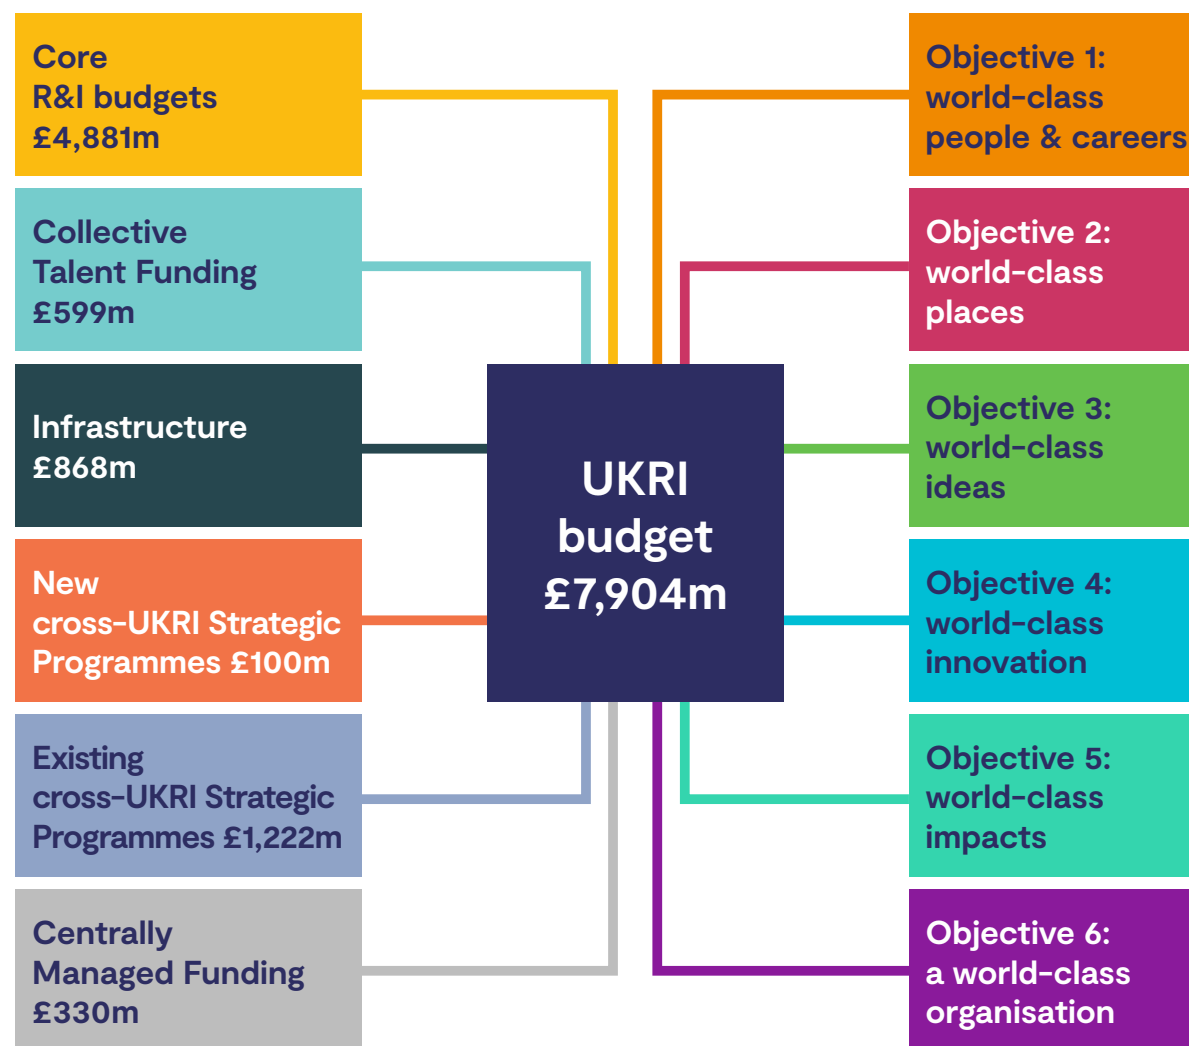 Core
R&I budgets
£4,881m
Collective
Talent Funding
£599m
Infrastructure
£868m
New
cross-UKRI Strategic
Programmes £100m
Existing
cross-UKRI Strategic
Programmes £1,222m
Centrally
Managed Funding
£330m
UKRI
budget
£7,904m
Objective 1:
world-class
people & careers
Objective 2:
world-class
places
Objective 3:
world-class
ideas
Objective 4:
world-class
innovation
Objective 5:
world-class
impacts
Objective 6:
a world-class
organisation